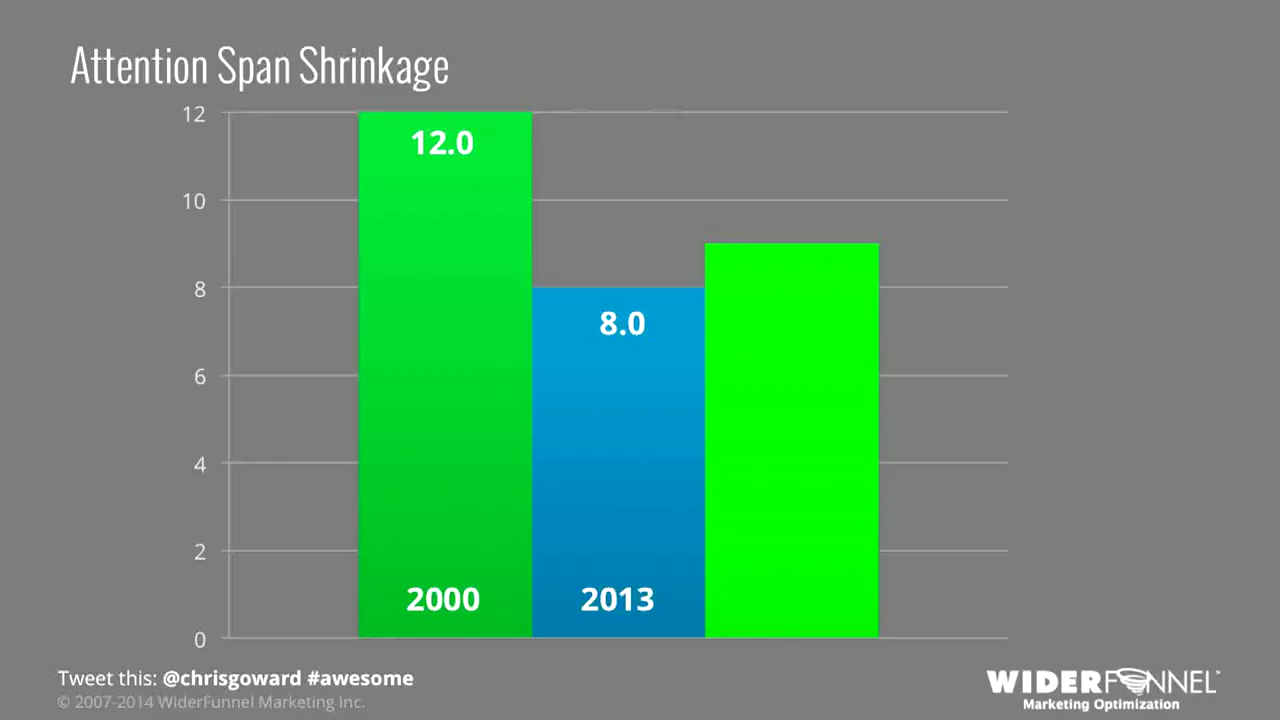 Attention Span Shrinkage
12
10
8
6
4
2
0
12.0
8.0
2000
2013
Tweet this: @chrisgoward #awesome
© 2007-2014 WiderFunnel Marketing Inc.
WIDERFUNNEL™
Marketing Optimization